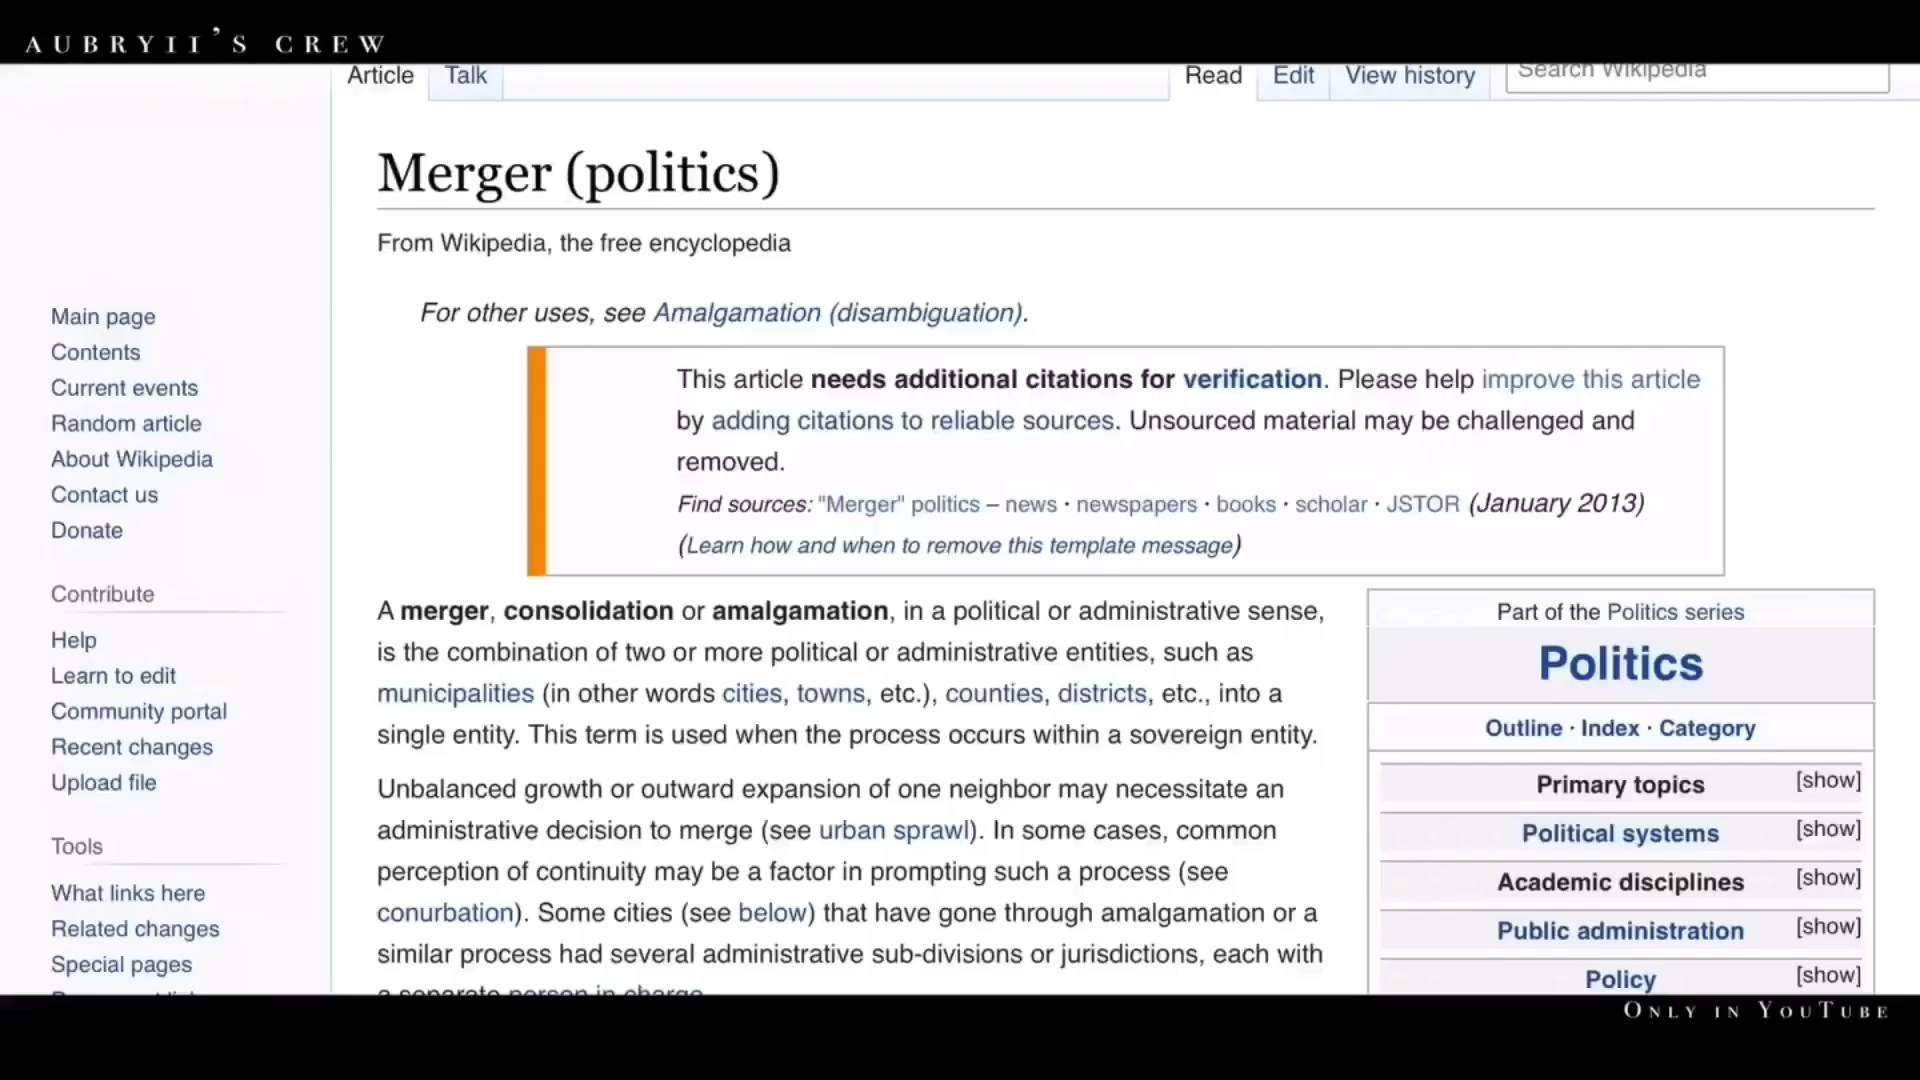 AUBRYII'S CREW
Article
Talk
Read
Edit
View history
Search Wikipedia
Merger (politics)
From Wikipedia, the free encyclopedia
For other uses, see Amalgamation (disambiguation).
This article needs additional citations for verification. Please help improve this article
by adding citations to reliable sources. Unsourced material may be challenged and
removed.
Find sources: "Merger" politics – news · newspapers · books · scholar · JSTOR (January 2013)
(Learn how and when to remove this template message)
Main page
Contents
Current events
Random article
About Wikipedia
Contact us
Donate
Contribute
Help
Learn to edit
Community portal
Recent changes
Upload file
Tools
What links here
Related changes
Special pages
A merger, consolidation or amalgamation, in a political or administrative sense,
is the combination of two or more political or administrative entities, such as
municipalities (in other words cities, towns, etc.), counties, districts, etc., into a
single entity. This term is used when the process occurs within a sovereign entity.
Unbalanced growth or outward expansion of one neighbor may necessitate an
administrative decision to merge (see urban sprawl). In some cases, common
perception of continuity may be a factor in prompting such a process (see
conurbation). Some cities (see below) that have gone through amalgamation or a
similar process had several administrative sub-divisions or jurisdictions, each with
a separate person in charge
Part of the Politics series
Politics
Outline · Index · Category
Primary topics [show]
Political systems [show]
Academic disciplines [show]
Public administration [show]
Policy [show]
ONLY IN YOUTUBE